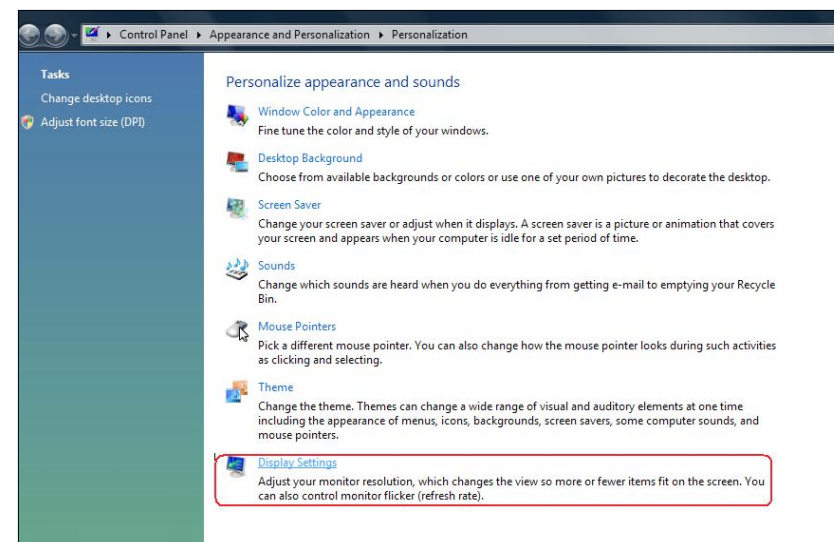 Control Panel Appearance and Personalization Personalization
Tasks
Change desktop icons
Adjust font size (DPI)
Personalize appearance and sounds
Window Color and Appearance
Fine tune the color and style of your windows.
Desktop Background
Choose from available backgrounds or colors or use one of your own pictures to decorate the desktop.
Screen Saver
Change your screen saver or adjust when it displays. A screen saver is a picture or animation that covers
your screen and appears when your computer is idle for a set period of time.
Sounds
Change which sounds are heard when you do everything from getting e-mail to emptying your Recycle
Bin.
Mouse Pointers
Pick a different mouse pointer. You can also change how the mouse pointer looks during such activities
as clicking and selecting.
Theme
Change the theme. Themes can change a wide range of visual and auditory elements at one time
including the appearance of menus, icons, backgrounds, screen savers, some computer sounds, and
mouse pointers.
Display Settings
Adjust your monitor resolution, which changes the view so more or fewer items fit on the screen. You
can also control monitor flicker (refresh rate).